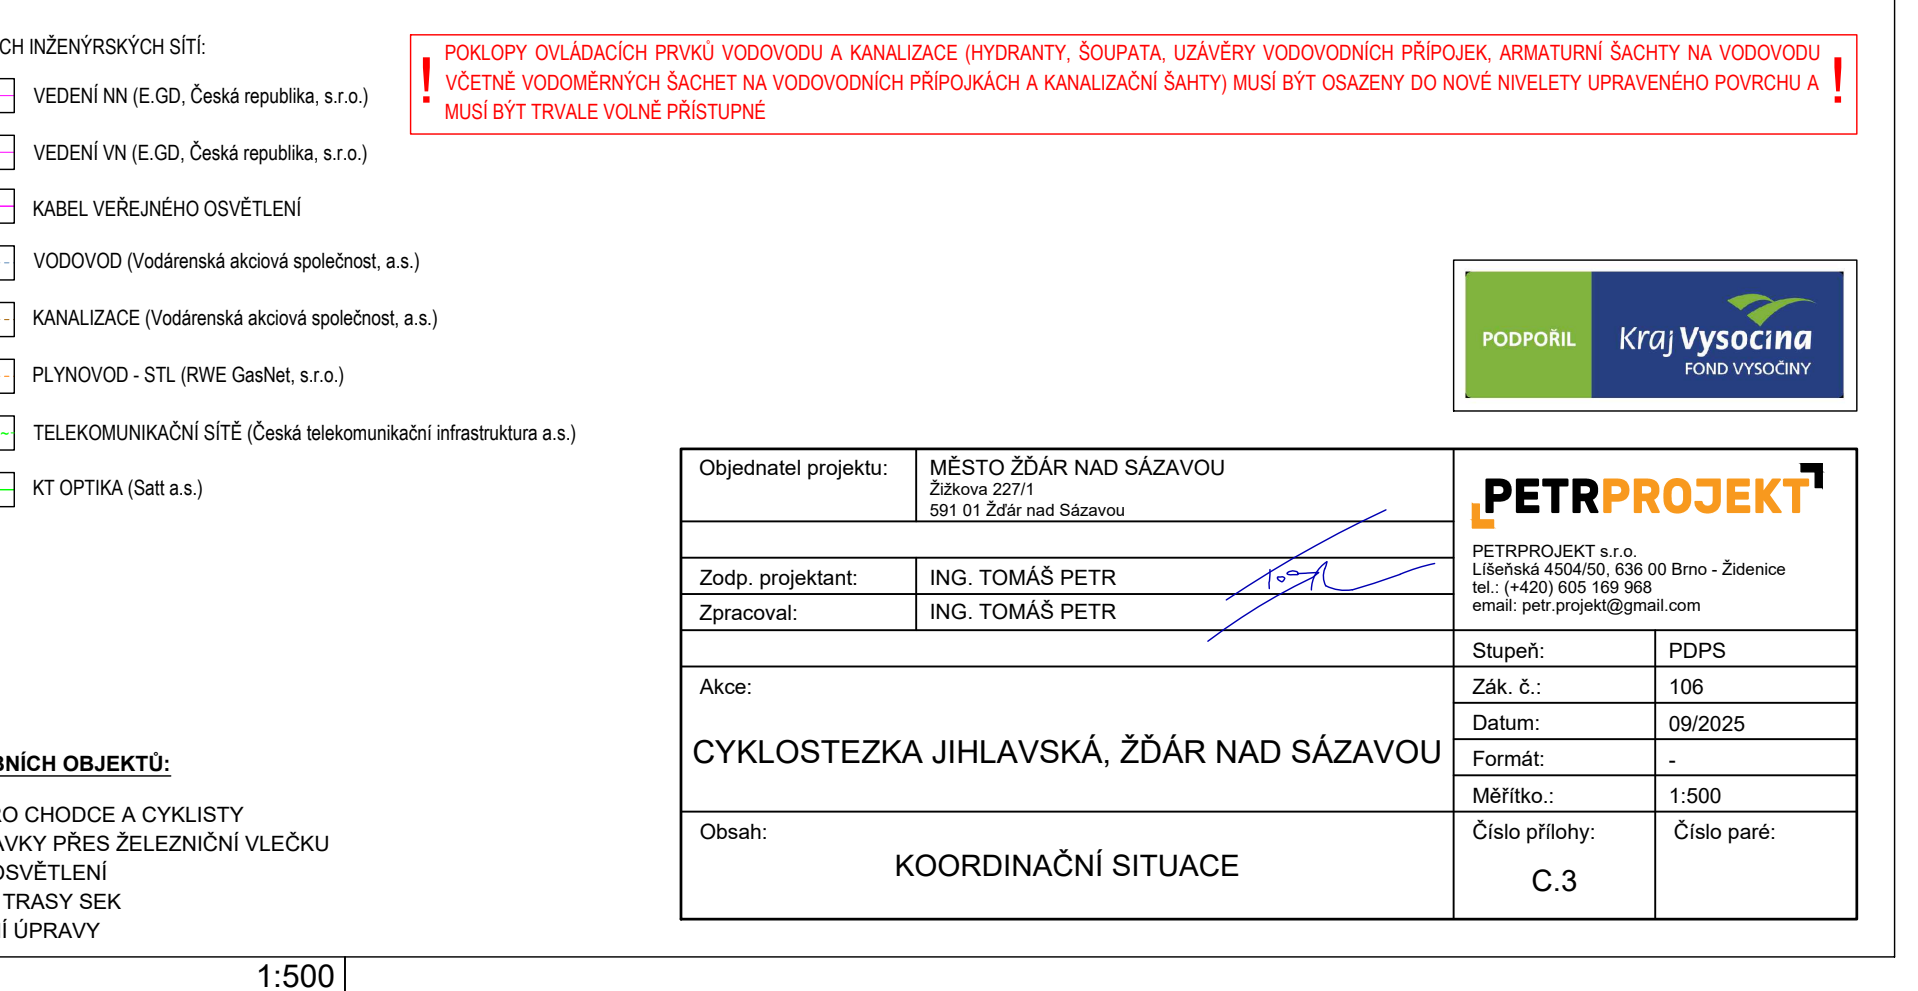 CH INŽENÝRSKÝCH SÍTÍ:
VEDENÍ NN (E.GD, Česká republika, s.r.o.)
VEDENÍ VN (E.GD, Česká republika, s.r.o.)
KABEL VEŘEJNÉHO OSVĚTLENÍ
VODOVOD (Vodárenská akciová společnost, a.s.)
KANALIZACE (Vodárenská akciová společnost, a.s.)
PLYNOVOD - STL (RWE GasNet, s.r.o.)
TELEKOMUNIKAČNÍ SÍTĚ (Česká telekomunikační infrastruktura a.s.)
KT OPTIKA (Satt a.s.)
! POKLOPY OVLÁDACÍCH PRVKŮ VODOVODU A KANALIZACE (HYDRANTY, ŠOUPATA, UZÁVĚRY VODOVODNÍCH PŘÍPOJEK, ARMATURNÍ ŠACHTY NA VODOVODU !
VČETNĚ VODOMĚRNÝCH ŠACHET NA VODOVODNÍCH PŘÍPOJKÁCH A KANALIZAČNÍ ŠAHTY) MUSÍ BÝT OSAZENY DO NOVÉ NIVELETY UPRAVENÉHO POVRCHU A
MUSÍ BÝT TRVALE VOLNĚ PŘÍSTUPNÉ
PODPOŘIL
Kraj Vysočina
FOND VYSOČINY
Objednatel projektu:
MĚSTO ŽĎÁR NAD SÁZAVOU
Žižkova 227/1
591 01 Žďár nad Sázavou
Zodp. projektant:
ING. TOMÁŠ PETR
Zpracoval:
ING. TOMÁŠ PETR
PETRPROJEKT
PETRPROJEKT s.r.o.
Líšeňská 4504/50, 636 00 Brno - Židenice
tel.: (+420) 605 169 968
email: petr.projekt@gmail.com
Stupeň: PDPS
Zák. č.: 106
Datum: 09/2025
Formát: -
Měřítko.: 1:500
Akce:
CYKLOSTEZKA JIHLAVSKÁ, ŽĎÁR NAD SÁZAVOU
Obsah:
KOORDINAČNÍ SITUACE
Číslo přílohy:
C.3
Číslo paré:
BNÍCH OBJEKTŮ:
RO CHODCE A CYKLISTY
AVKY PŘES ŽELEZNIČNÍ VLEČKU
OSVĚTLENÍ
TRASY SEK
Í ÚPRAVY
1:500